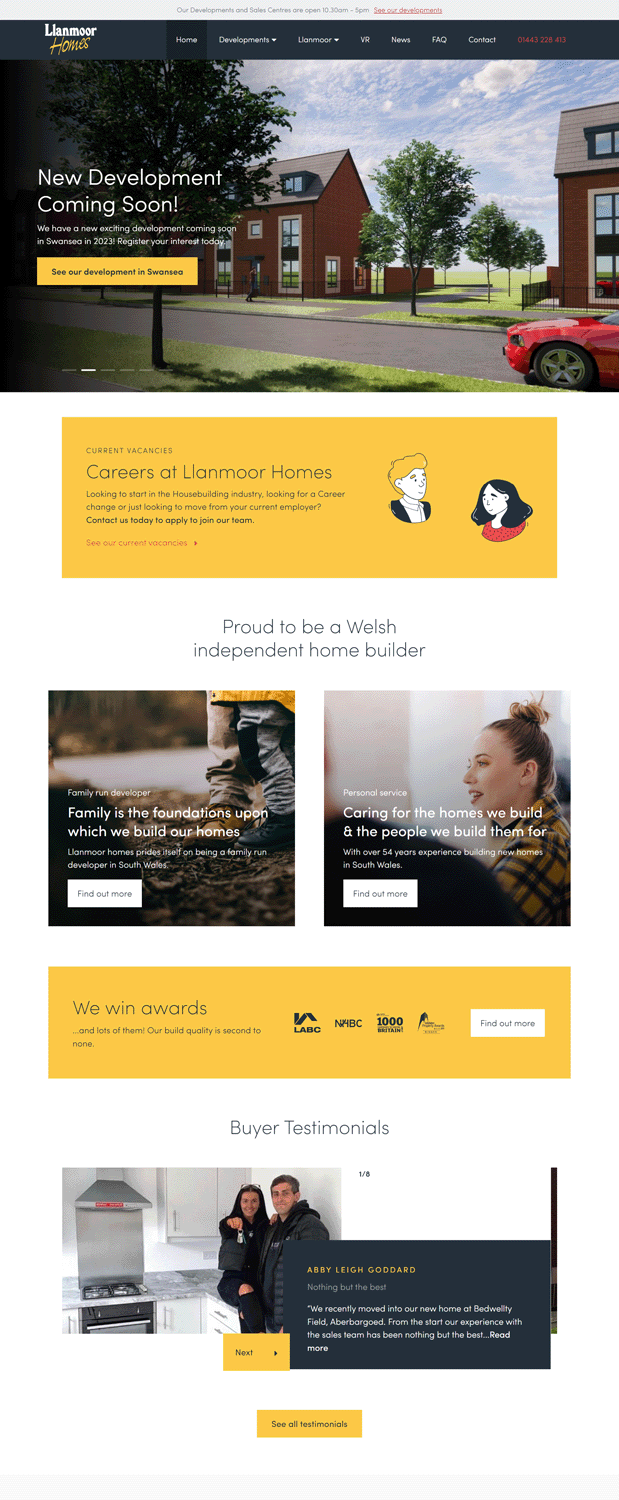 Our Developments and Sales Centres are open 10.30am - 5pm See our developments
Llanmoor
Homes
Home Developments Llanmoor VR News FAQ Contact 01443 228 413
New Development
Coming Soon!
We have a new exciting development coming soon
in Swansea in 2023! Register your interest today.
See our development in Swansea
CURRENT VACANCIES
Careers at Llanmoor Homes
Looking to start in the Housebuilding industry, looking for a Career
change or just looking to move from your current employer?
Contact us today to apply to join our team.
See our current vacancies
Proud to be a Welsh
independent home builder
Family run developer
Family is the foundations upon
which we build our homes
Llanmoor homes prides itself on being a family run
developer in South Wales.
Find out more
Personal service
Caring for the homes we build
& the people we build them for
With over 54 years experience building new homes
in South Wales.
Find out more
We win awards
...and lots of them! Our build quality is second to
none.
LABC
NHBC
1000
BRITAIN!
Find out more
Buyer Testimonials
1/8
ABBY LEIGH GODDARD
Nothing but the best
"We recently moved into our new home at Bedwellty
Field, Aberbargoed. From the start our experience with
the sales team has been nothing but the best...Read
more
Next
See all testimonials